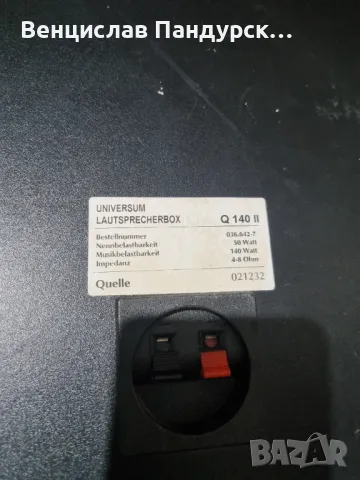 Венцислав Пандурск...
UNIVERSUM
LAUTSPRECHERBOX Q 140 II
Bestellnummer 036.642-7
Nennbelastbarkeit 50 Watt
Musikbelastbarkeit 140 Watt
Impedanz 4-8 Ohm
Quelle 021232
BAZAR